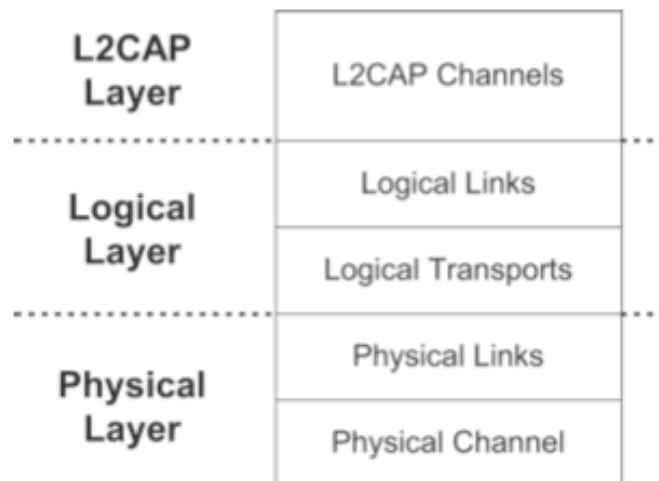 L2CAP
Layer
L2CAP Channels
Logical
Layer
Logical Links
Logical Transports
Physical
Layer
Physical Links
Physical Channel